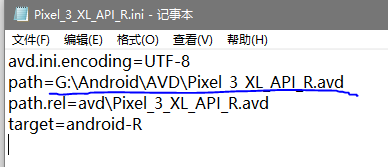 Pixel_3_XL_API_R.ini - 记事本
文件(F) 编辑(E) 格式(O) 查看(V) 帮助(H)
avd.ini.encoding=UTF-8
path=G:\Android\AVD\Pixel_3_XL_API_R.avd
path.rel=avd\Pixel_3_XL_API_R.avd
target=android-R